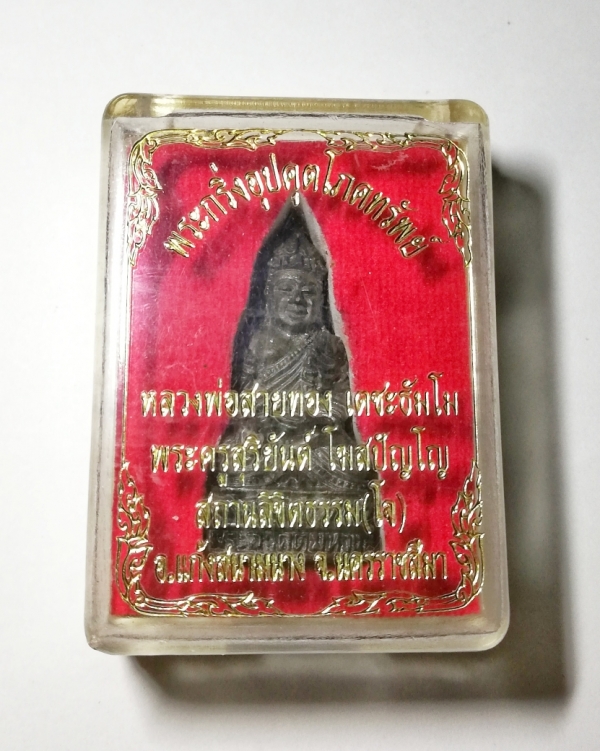 พระกริ่งอุปคุตโภคทรัพย์
หลวงพ่อสายทอง เตชะธัมโม
พระครูสุริยันต์ โฆสปัญโญ
สถานลิขิตธรรม(โจ)
อ.แก้งสนามนาง จ.นครราชสีมา